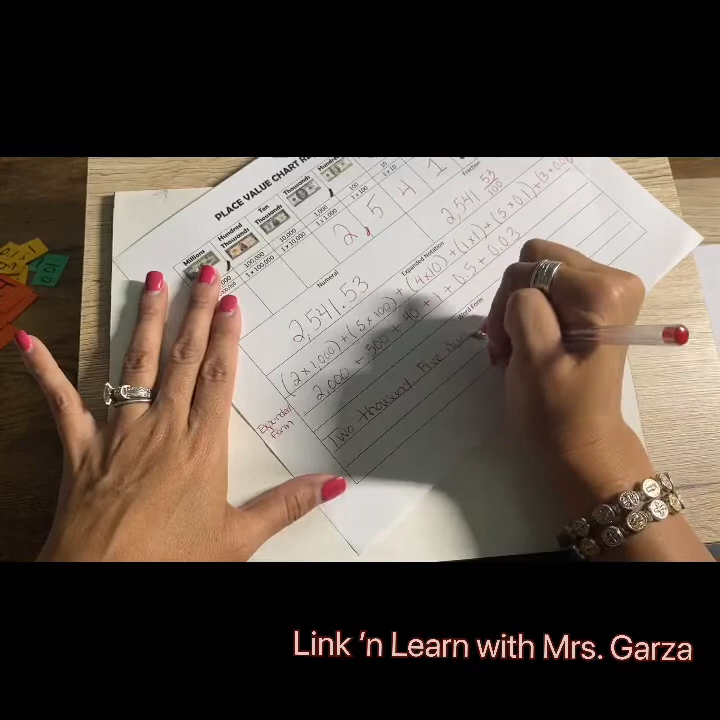 PLACE VALUE CHART
Millions
Hundred Thousands
Ten Thousands
Thousands
100,000
10,000
1,000
100
10
1 x 100,000
1 x 10,000
1 x 1,000
1 x 100
1 x 10
2, 5 4 1
Numeral
Fraction
2,541.53
2,541 53/100
Expanded Notation
(2 x 1,000) + (5 x 100) + (4 x 10) + (1 x 1) + (5 x 0.1) + (3 x 0.01
Expanded Form
2,000 + 500 + 40 + 1 + 0.5 + 0.03
Word Form
Two thousand five hun
0.01
Link 'n Learn with Mrs. Garza